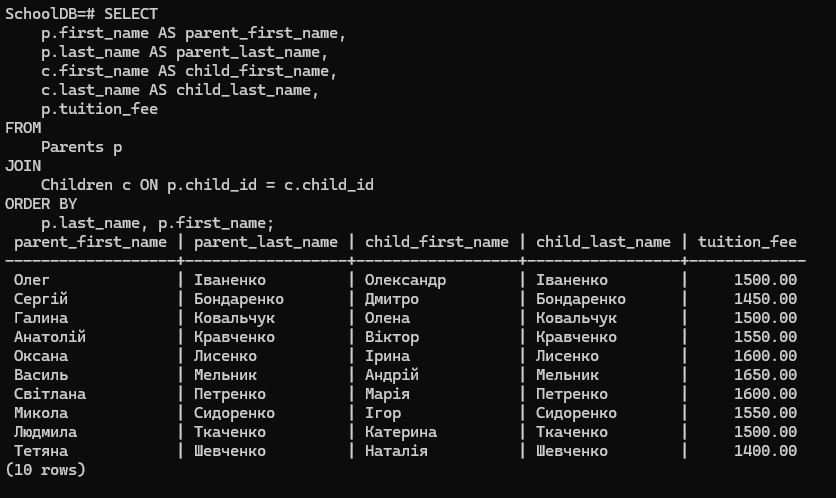 SchoolDB=# SELECT
    p.first_name AS parent_first_name,
    p.last_name AS parent_last_name,
    c.first_name AS child_first_name,
    c.last_name AS child_last_name,
    p.tuition_fee
FROM
    Parents p
JOIN
    Children c ON p.child_id = c.child_id
ORDER BY
    p.last_name, p.first_name;
 parent_first_name | parent_last_name | child_first_name | child_last_name | tuition_fee
-------------------+------------------+------------------+-----------------+-------------
 Олег              | Іваненко         | Олександр        | Іваненко        |     1500.00
 Сергій            | Бондаренко       | Дмитро           | Бондаренко      |     1450.00
 Галина            | Ковальчук        | Олена            | Ковальчук       |     1500.00
 Анатолій          | Кравченко        | Віктор           | Кравченко       |     1550.00
 Оксана            | Лисенко          | Ірина            | Лисенко         |     1600.00
 Василь            | Мельник          | Андрій           | Мельник         |     1650.00
 Світлана          | Петренко         | Марія            | Петренко        |     1600.00
 Микола            | Сидоренко        | Ігор             | Сидоренко       |     1550.00
 Людмила           | Ткаченко         | Катерина         | Ткаченко        |     1500.00
 Тетяна            | Шевченко         | Наталія          | Шевченко        |     1400.00
(10 rows)